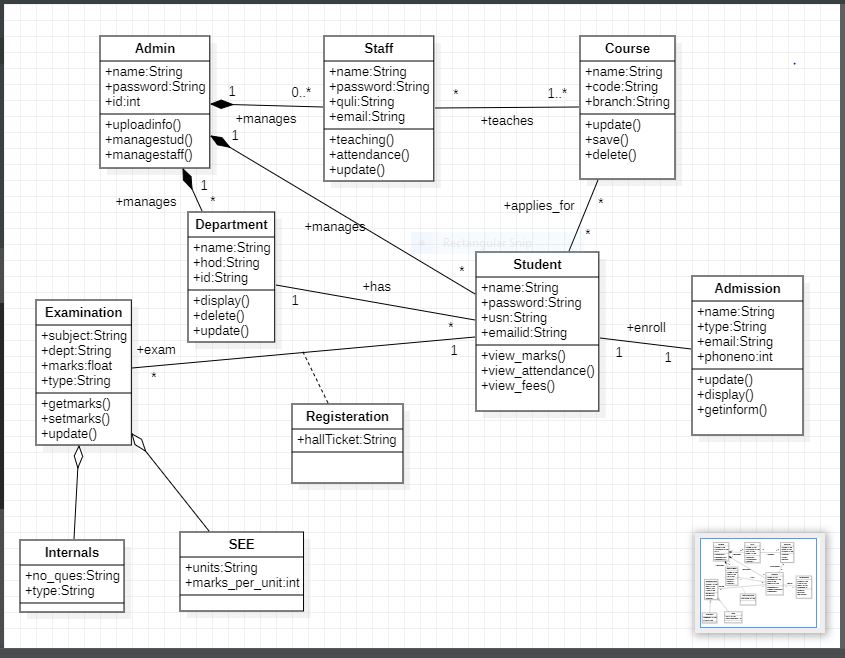 Admin
+name:String
+password:String
+id:int
+uploadinfo()
+managestud()
+managestaff()
1
0..*
+manages
Staff
+name:String
+password:String
+quli:String
+email:String
+teaching()
+attendance()
+update()
*
1..*
+teaches
Course
+name:String
+code:String
+branch:String
+update()
+save()
+delete()
1
+manages
*
1
+manages
*
+applies_for
*
*
Rectangular Snip
Department
+name:String
+hod:String
+id:String
+display()
+delete()
+update()
1
+has
*
Student
+name:String
+password:String
+usn:String
+emailid:String
+view_marks()
+view_attendance()
+view_fees()
+enroll
1
1
Admission
+name:String
+type:String
+email:String
+phoneno:int
+update()
+display()
+getinform()
Examination
+subject:String
+dept:String
+marks:float
+type:String
+getmarks()
+setmarks()
+update()
+exam
*
1
Registeration
+hallTicket:String
Internals
+no_ques:String
+type:String
SEE
+units:String
+marks_per_unit:int